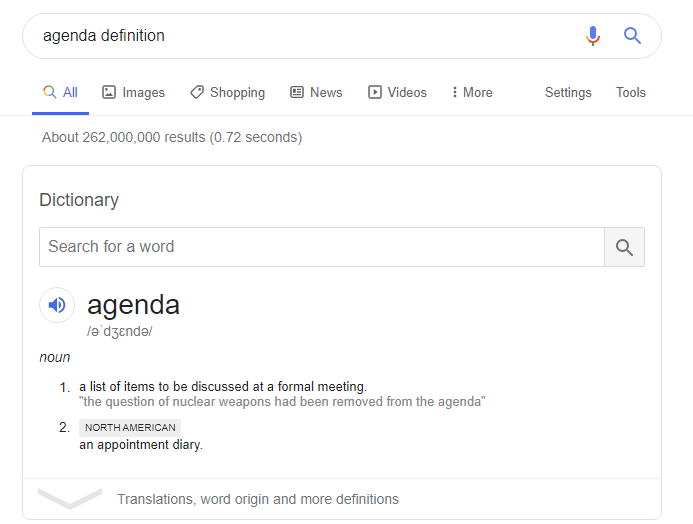 agenda definition
All Images Shopping News Videos More Settings Tools
About 262,000,000 results (0.72 seconds)
Dictionary
Search for a word
agenda
/əˈdʒɛndə/
noun
1. a list of items to be discussed at a formal meeting.
"the question of nuclear weapons had been removed from the agenda"
2. NORTH AMERICAN
an appointment diary.
Translations, word origin and more definitions